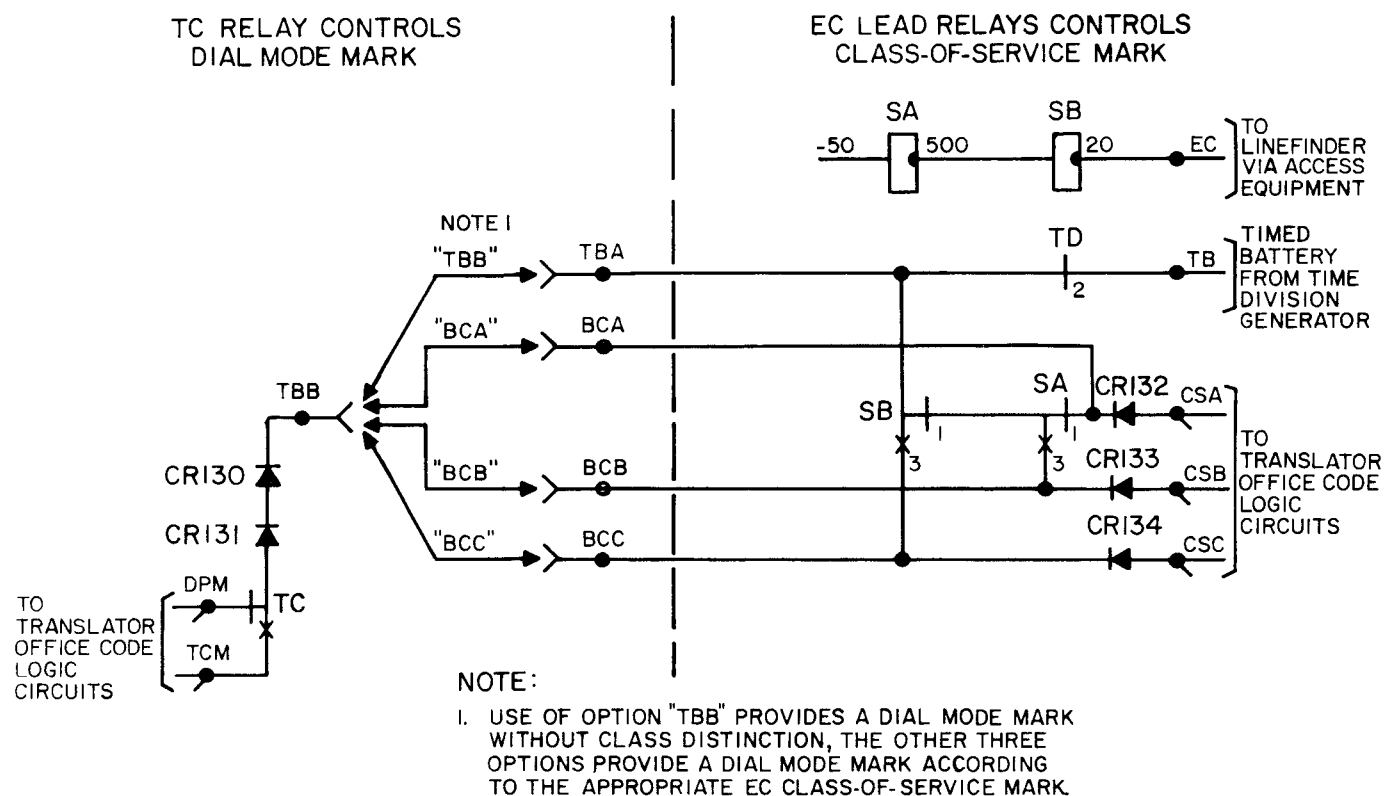 TC RELAY CONTROLS
DIAL MODE MARK
EC LEAD RELAYS CONTROLS
CLASS-OF-SERVICE MARK
SA
SB
-50
500
20
EC
TO
LINEFINDER
VIA ACCESS
EQUIPMENT
NOTE 1
"TBB"
TBA
TD
2
TB
TIMED
BATTERY
FROM TIME
DIVISION
GENERATOR
"BCA"
BCA
TBB
SB
1
3
SA
1
3
CR132
CSA
CR130
"BCB"
BCB
CR133
CSB
TO
TRANSLATOR
OFFICE CODE
LOGIC
CIRCUITS
CR131
"BCC"
BCC
CR134
CSC
DPM
TC
TO
TRANSLATOR
OFFICE CODE
LOGIC
CIRCUITS
TCM
NOTE:
1. USE OF OPTION "TBB" PROVIDES A DIAL MODE MARK
WITHOUT CLASS DISTINCTION, THE OTHER THREE
OPTIONS PROVIDE A DIAL MODE MARK ACCORDING
TO THE APPROPRIATE EC CLASS-OF-SERVICE MARK.